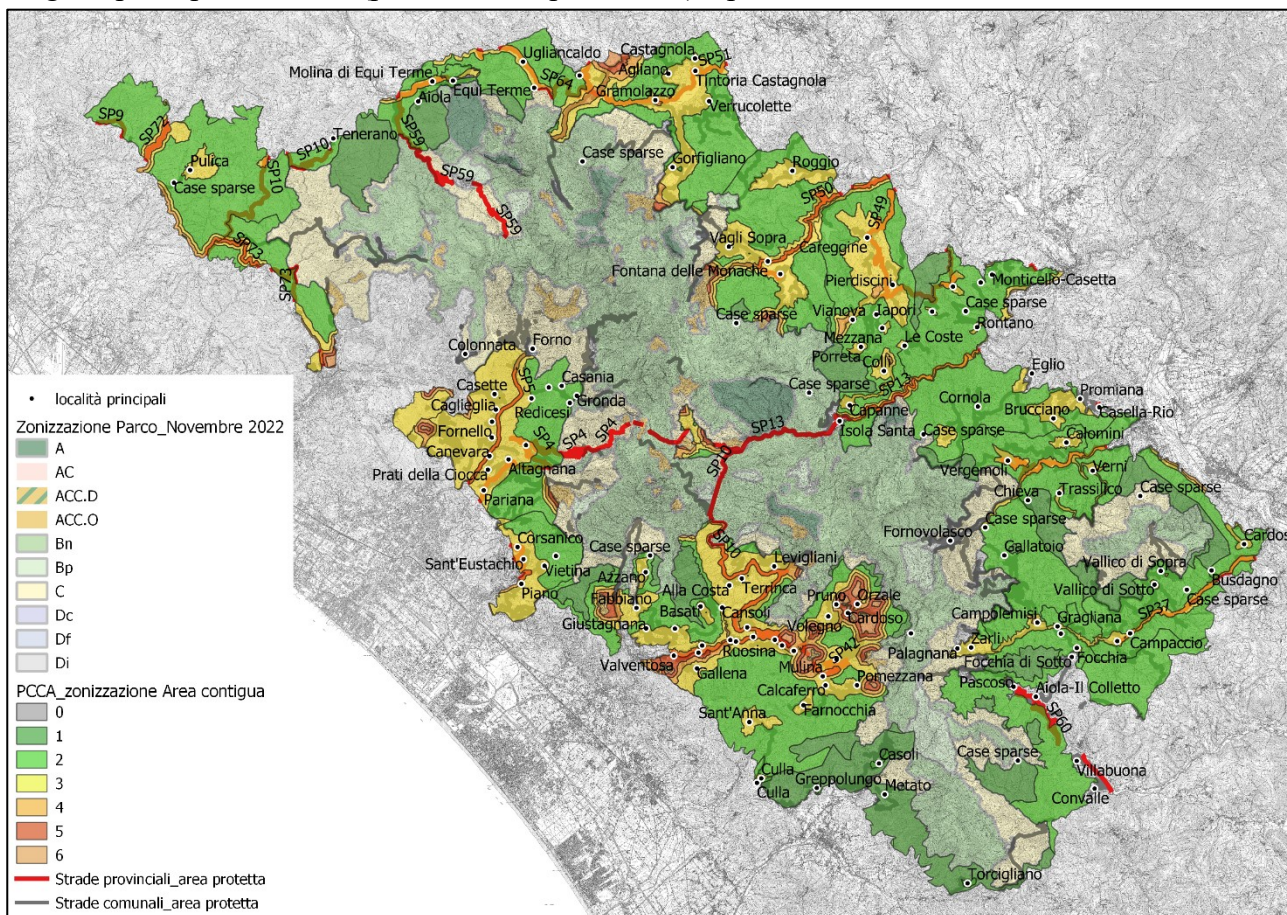 Castagnola
Ugliancaldo
SP51
SP64
Agliano
Tintoria Castagnola
Molina di Equi Terme
Equi Terme
Gramolazzo
Verrucolette
Aiola
SP9
SP72
SP59
Tenerano
SP10
Case sparse
Gorfigliano
Roggio
Pulica
SP10
SP59
Case sparse
SP50
SP49
SP59
Vagli Sopra
Careggine
SP73
Fontana delle Monache
Monticello-Casetta
SP73
Pierdiscini
Case sparse
Case sparse
Vianova
Iapori
Rontano
Mezzana
Le Coste
Colonnata
Forno
Porreta
Colli
Eglio
Casette
SP5
Casania
Case sparse
SP13
Promiana
Caglieglia
Redicesi
Gronda
Capanne
Cornola
Brucciano
Casella-Rio
Fornello
SP4
SP4
SP4
SP13
Isola Santa
Case sparse
Calomini
Canevara
Altagnana
SP10
Vergemoli
Verni
Prati della Ciocca
Chieva
Trassilico
Case sparse
Pariana
Fornovolasco
Case sparse
Corsanico
Case sparse
SP10
Levigliani
Cardos
Sant'Eustachio
Vietina
Azzano
Gallatoio
Vallico di Sopra
Piano
Fabbiano
Alla Costa
Terrinca
Pruno
Orzale
Vallico di Sotto
Busdagno
Basati
Cansoli
Volegno
Cardoso
Campolemisi
Case sparse
Giustagnana
Gragliana
SP37
Ruosina
SP42
Palagnana
Zarli
Campaccio
Valventosa
Mulina
Focchia di Sotto
Focchia
Gallena
Calcaferro
Pomezzana
Pascoso
Aiola-Il Colletto
Sant'Anna
Farnocchia
SP60
Casoli
Case sparse
Culla
Villabuona
Culla
Greppolungo
Metato
Convalle
Torcigliano
località principali
Zonizzazione Parco_Novembre 2022
A
AC
ACC.D
ACC.O
Bn
Bp
C
Dc
Df
Di
PCCA_zonizzazione Area contigua
0
1
2
3
4
5
6
Strade provinciali_area protetta
Strade comunali_area protetta